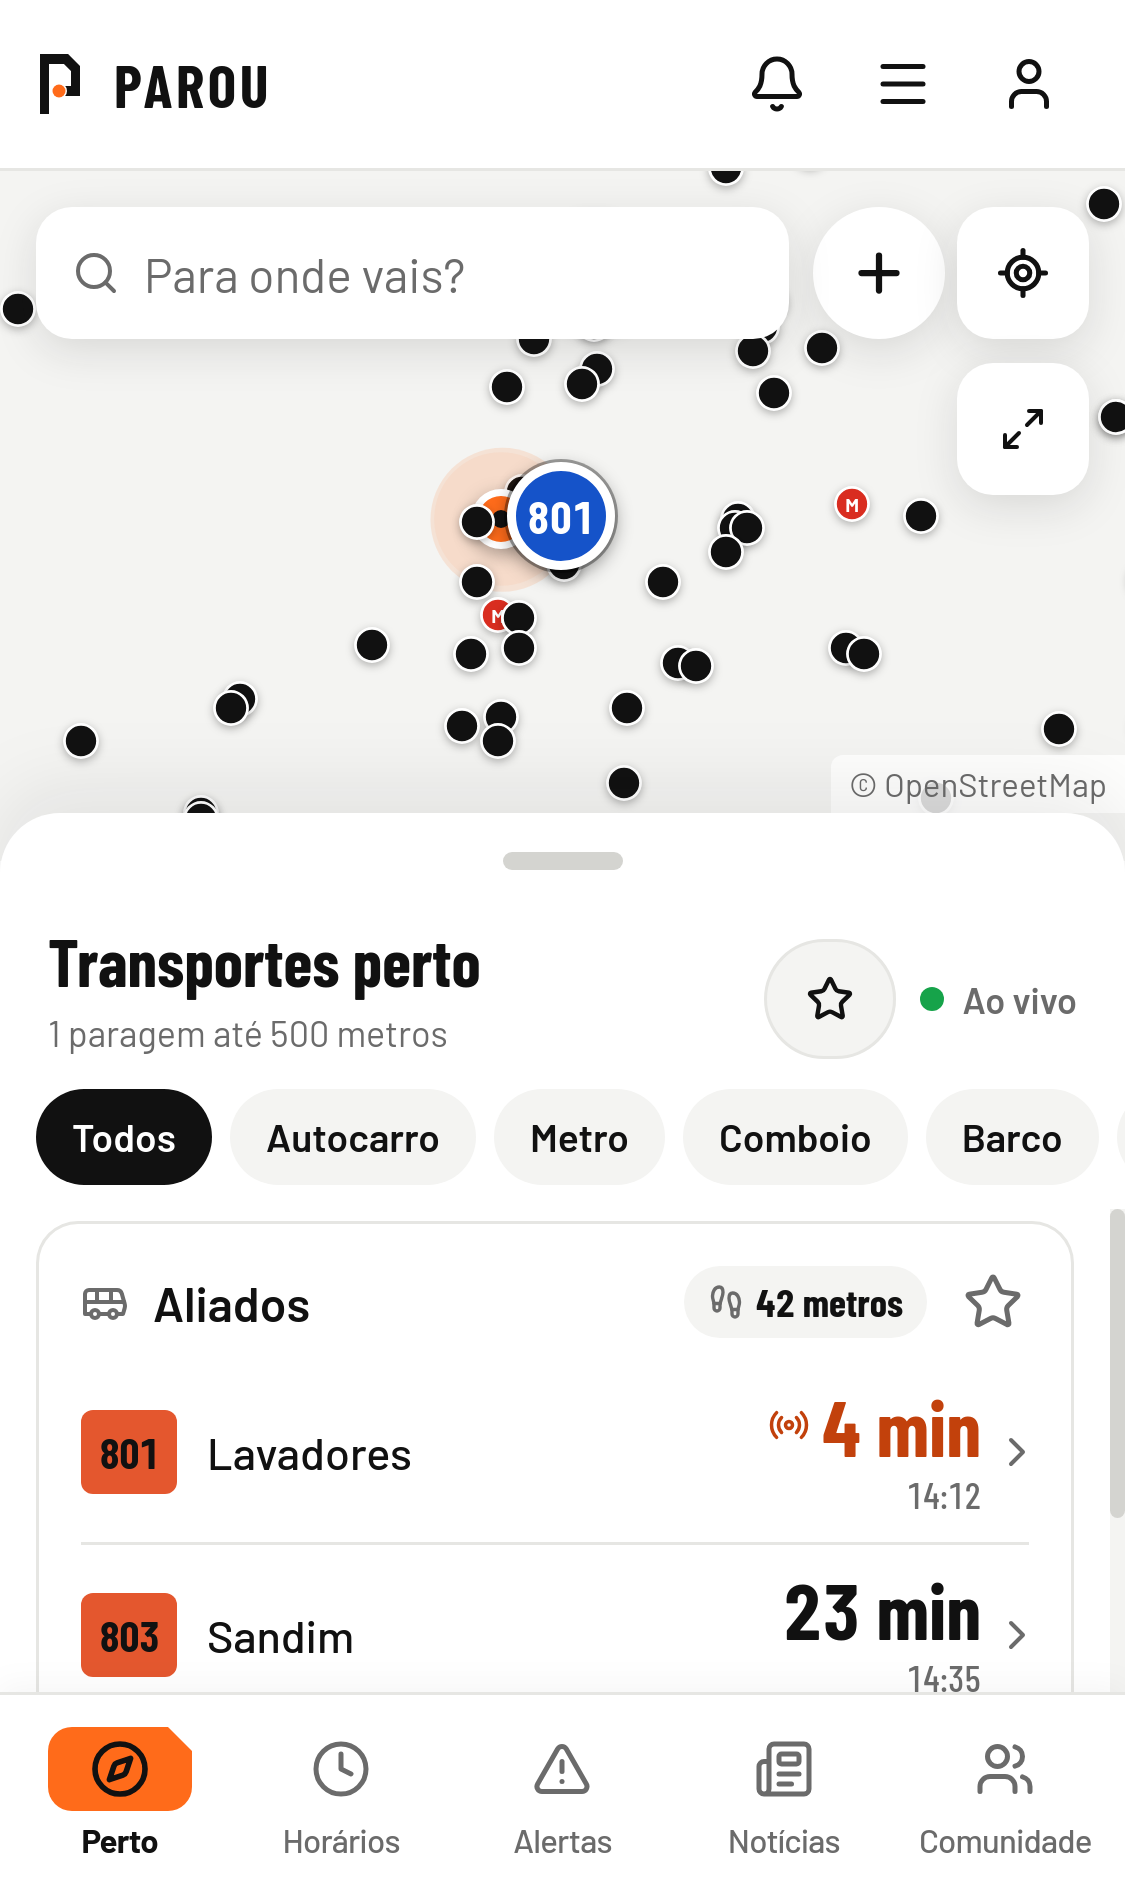 PAROU
Para onde vais?
801
M
M
© OpenStreetMap
Transportes perto
1 paragem até 500 metros
Ao vivo
Todos
Autocarro
Metro
Comboio
Barco
Aliados
42 metros
801
Lavadores
4 min
14:12
803
Sandim
23 min
14:35
Perto
Horários
Alertas
Notícias
Comunidade